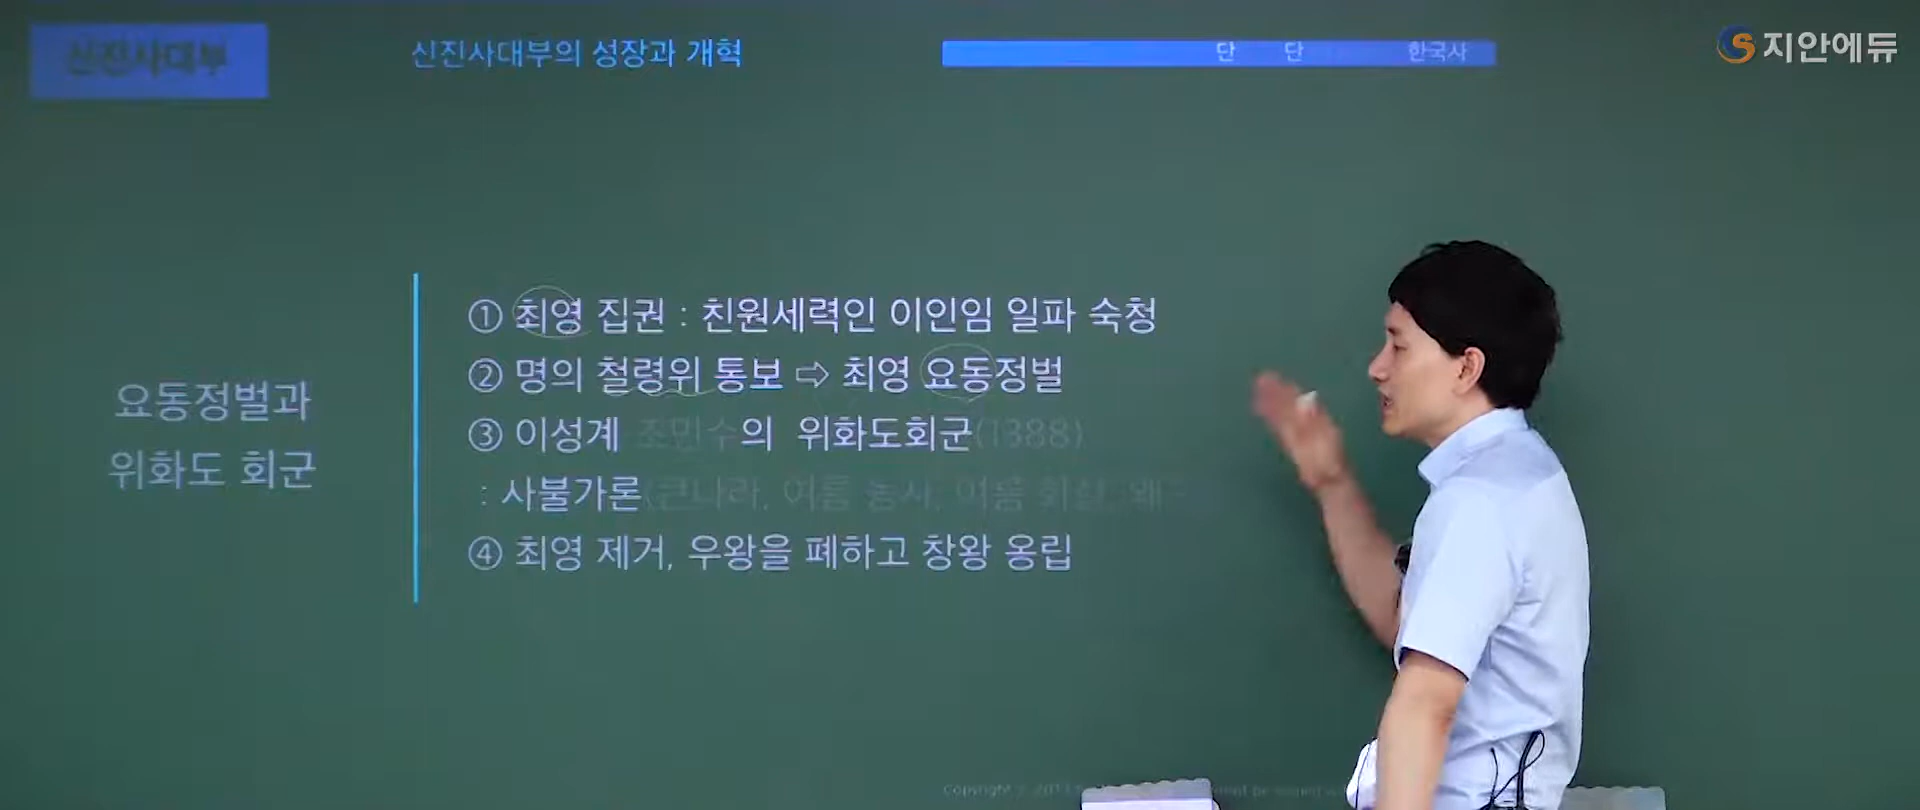 신진사대부
신진사대부의 성장과 개혁
단 단 한국사
지안에듀
요동정벌과
위화도 회군
① 최영 집권 : 친원세력인 이인임 일파 숙청
② 명의 철령위 통보 ⇨ 최영 요동정벌
③ 이성계 조민수의 위화도회군(1388)
: 사불가론(큰나라, 여름 농사, 여름
④ 최영 제거, 우왕을 폐하고 창왕 옹립
Copyright